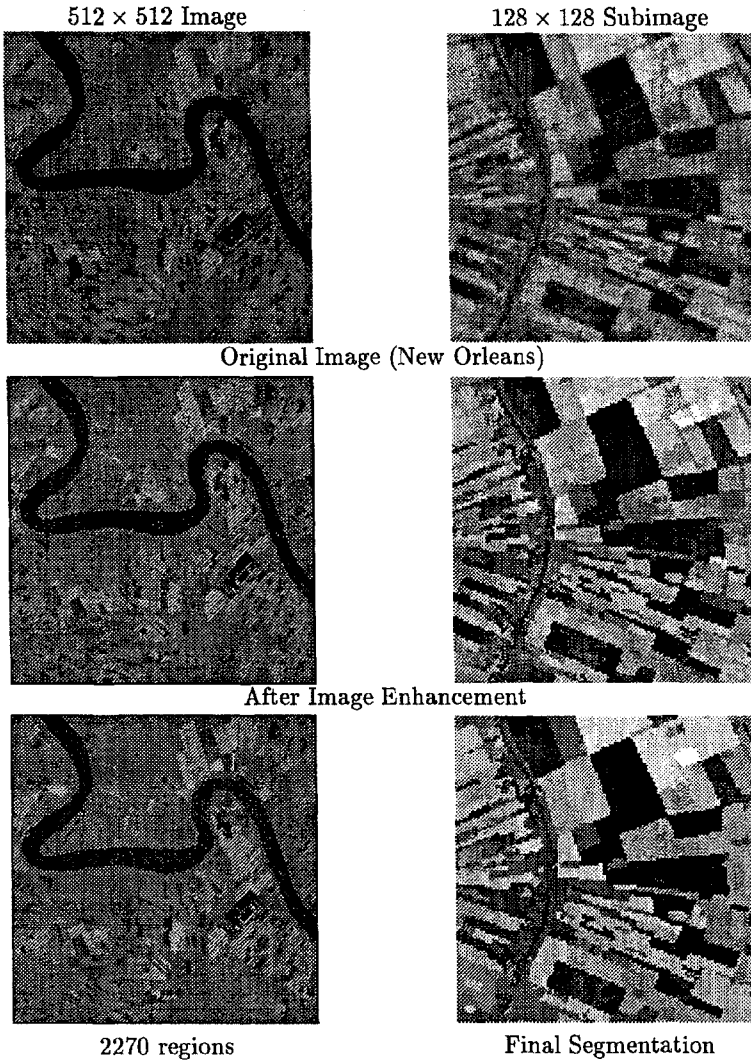 512 × 512 Image
128 × 128 Subimage
Original Image (New Orleans)
After Image Enhancement
2270 regions
Final Segmentation